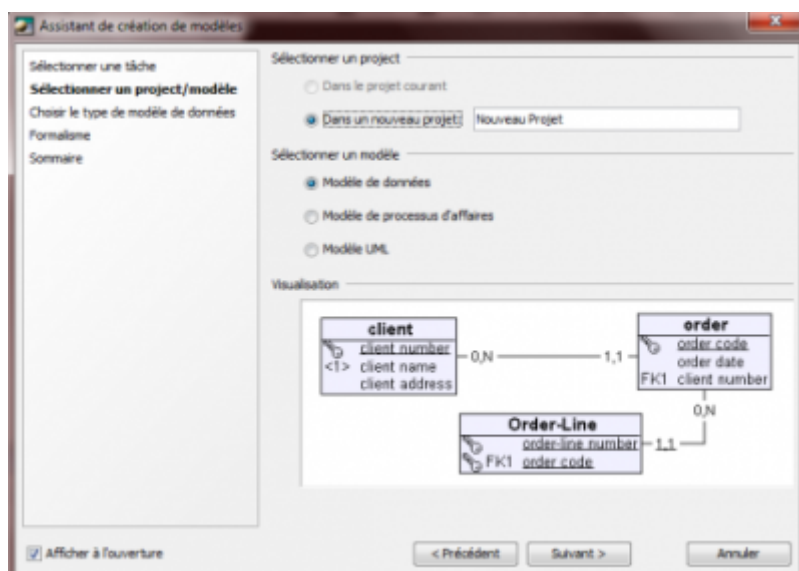 Assistant de création de modèles
Sélectionner une tâche
Sélectionner un project/modèle
Choisir le type de modèle de données
Formalisme
Sommaire
Sélectionner un project
Dans le projet courant
Dans un nouveau projet: Nouveau Projet
Sélectionner un modèle
Modèle de données
Modèle de processus d'affaires
Modèle UML
Visualisation
client
client number
<1> client name
client address
0,N
1,1
order
order code
order date
FK1 client number
0,N
Order-Line
order-line number
FK1 order code
1,1
Afficher à l'ouverture
< Précédent
Suivant >
Annuler